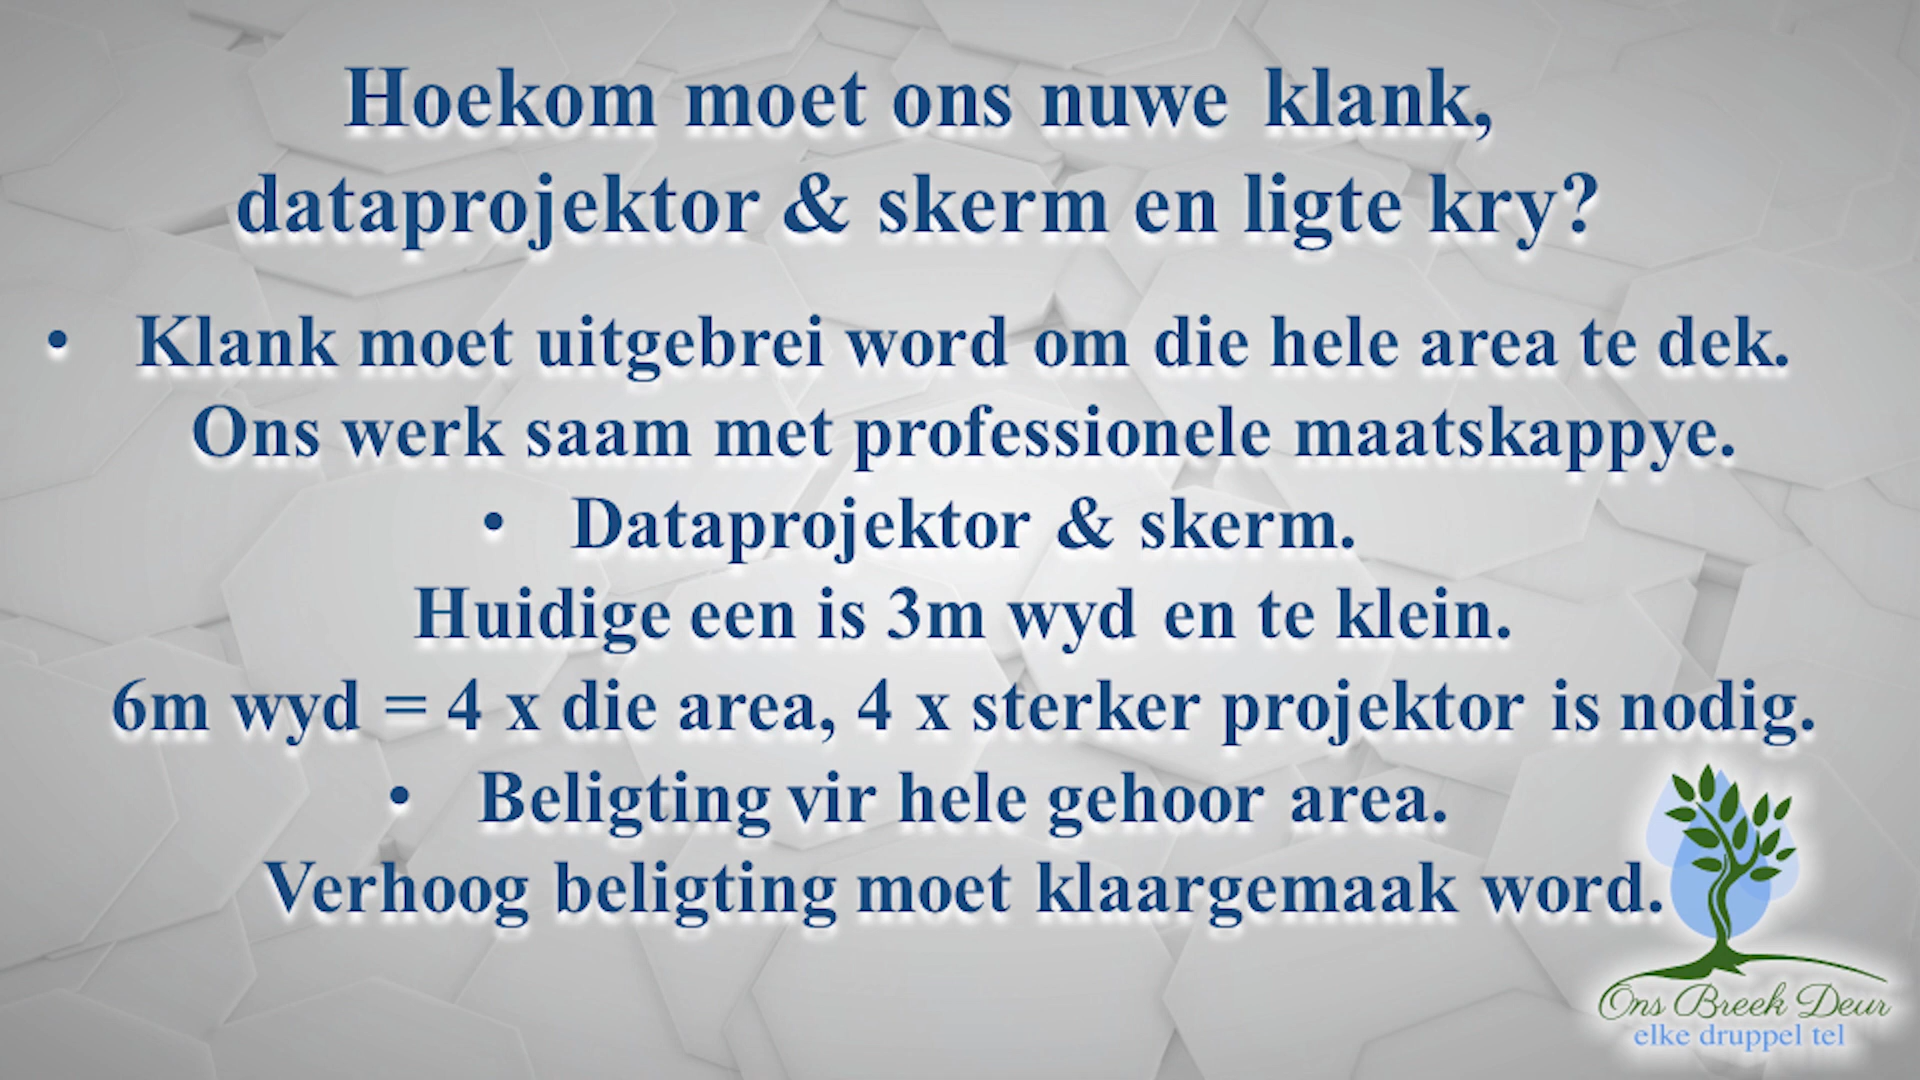 Hoekom moet ons nuwe klank,
dataprojektor & skerm en ligte kry?
• Klank moet uitgebrei word om die hele area te dek.
Ons werk saam met professionele maatskappye.
• Dataprojektor & skerm.
Huidige een is 3m wyd en te klein.
6m wyd = 4 x die area, 4 x sterker projektor is nodig.
• Beligting vir hele gehoor area.
Verhoog beligting moet klaargemaak word.
Ons Breek Deur
elke druppel tel